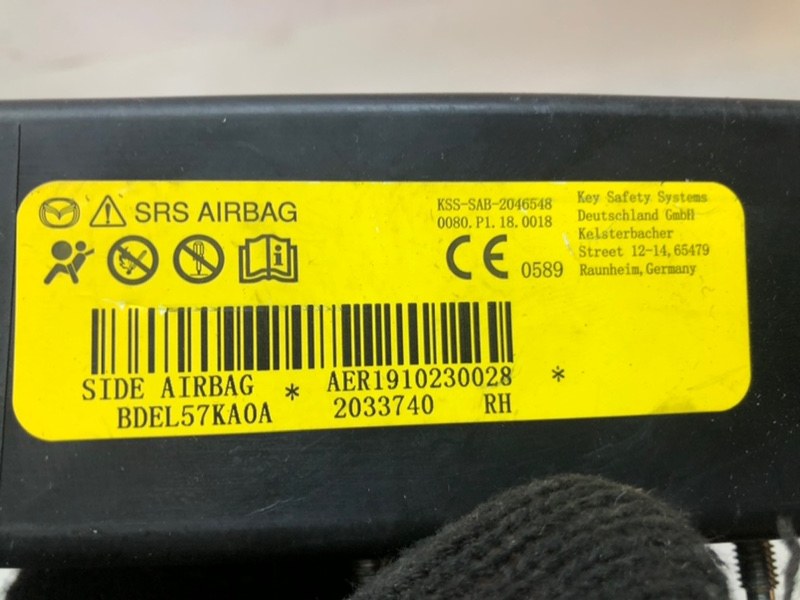 SRS AIRBAG
KSS-SAB-2046548
0080.P1.18.0018
CE 0589
Key Safety Systems
Deutschland GmbH
Kelsterbacher
Street 12-14,65479
Raunheim,Germany
SIDE AIRBAG * AER1910230028 *
BDEL57KA0A 2033740 RH